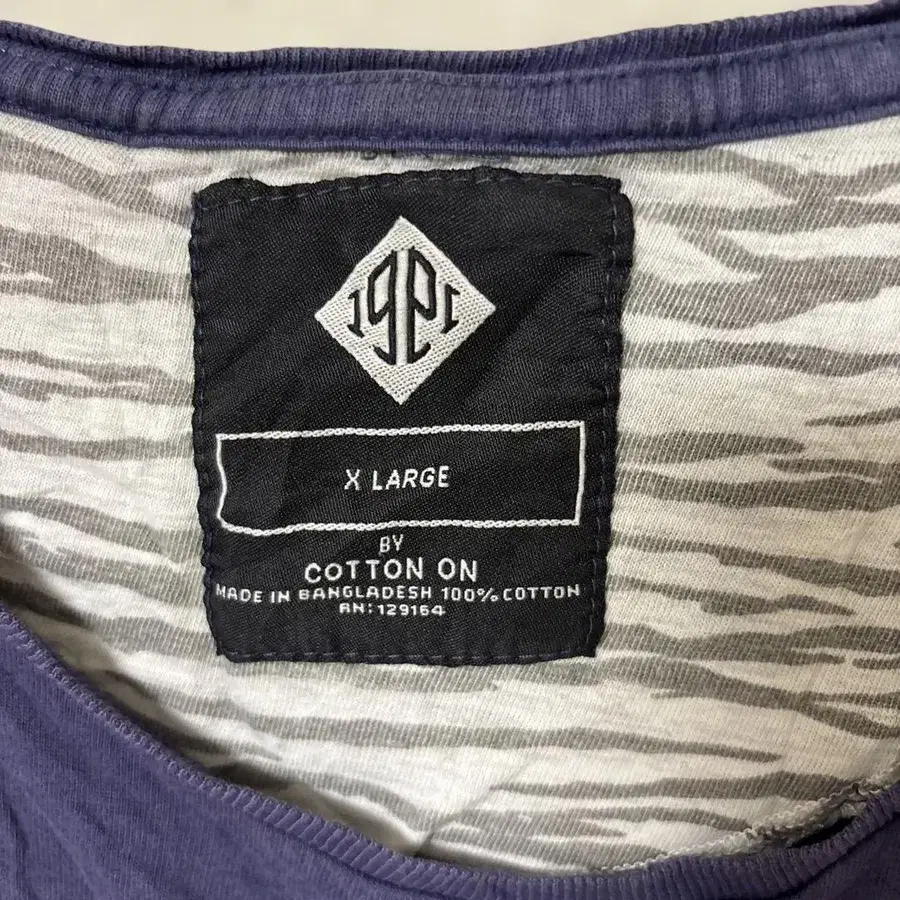 1991
X LARGE
BY
COTTON ON
MADE IN BANGLADESH 100% COTTON
RN:129164